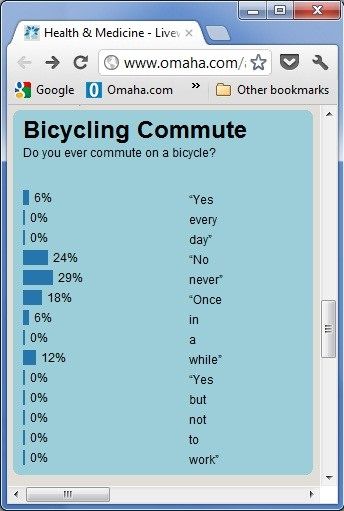 Health & Medicine - Livew
www.omaha.com/
Google Omaha.com » Other bookmarks
Bicycling Commute
Do you ever commute on a bicycle?
6% “Yes
0% every
0% day”
24% “No
29% never”
18% “Once
6% in
0% a
12% while”
0% “Yes
0% but
0% not
0% to
0% work”